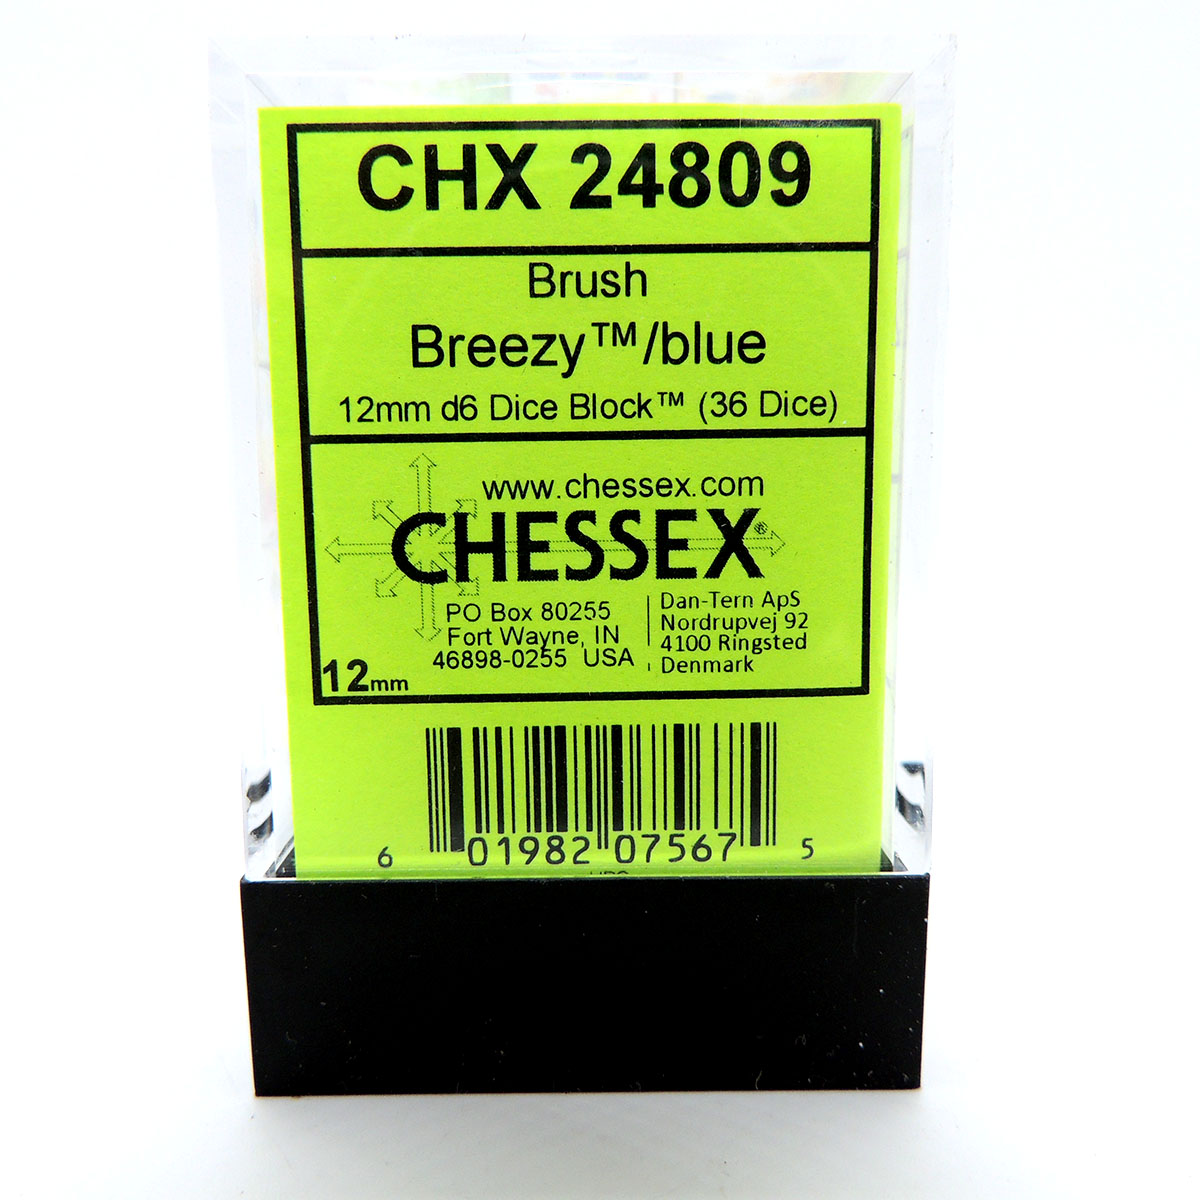 CHX 24809
Brush
Breezy™/blue
12mm d6 Dice Block™ (36 Dice)
www.chessex.com
CHESSEX®
PO Box 80255
Fort Wayne, IN
46898-0255 USA
Dan-Tern ApS
Nordrupvej 92
4100 Ringsted
Denmark
12mm
6 01982 07567 5